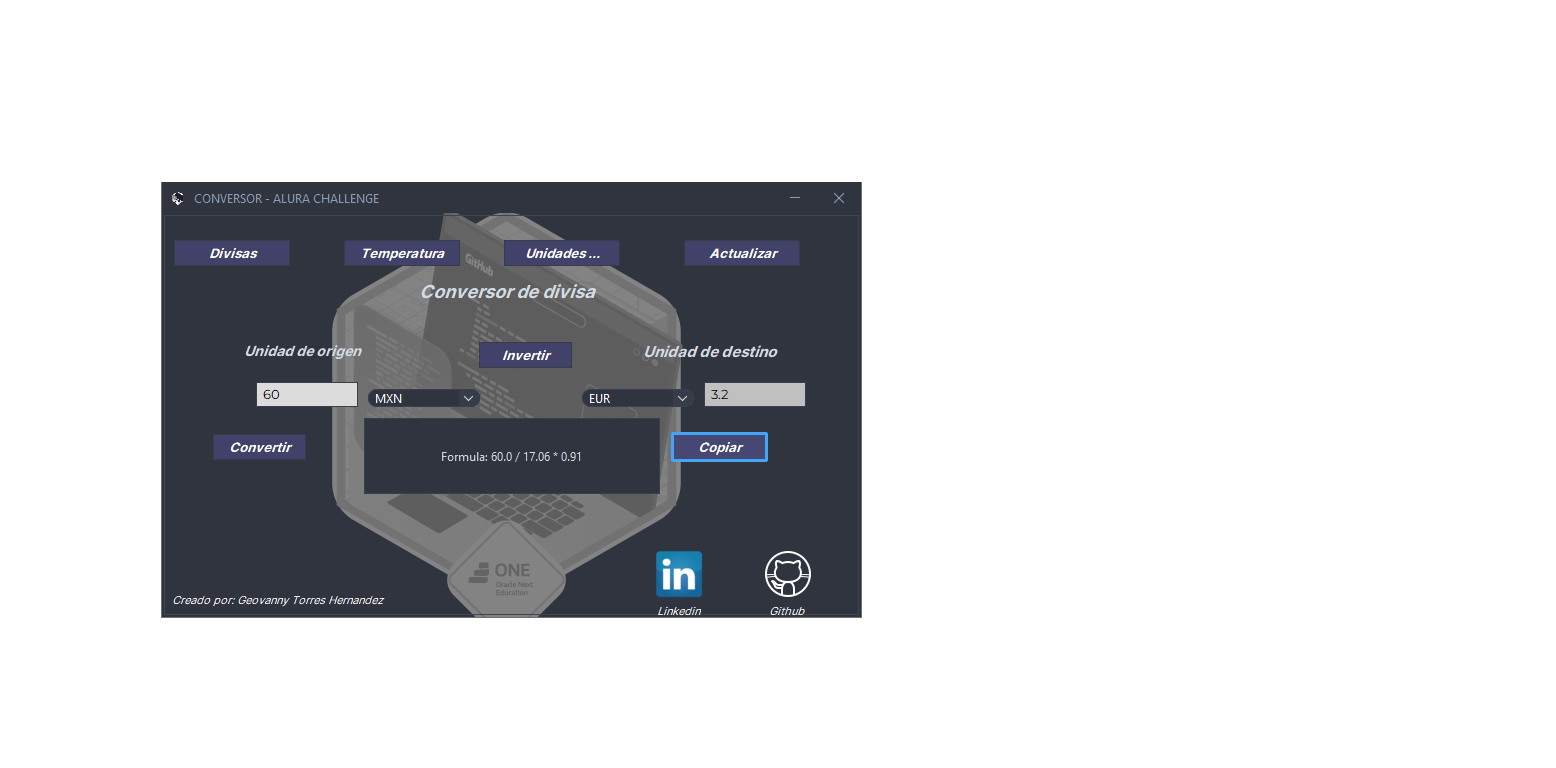 CONVERSOR - ALURA CHALLENGE
Divisas
Temperatura
Unidades ...
Actualizar
GitHub
Conversor de divisa
Unidad de origen
Invertir
Unidad de destino
60
MXN
EUR
3.2
Convertir
Formula: 60.0 / 17.06 * 0.91
Copiar
in
ONE
Oracle Next
Education
Creado por: Geovanny Torres Hernandez
Linkedin
Github